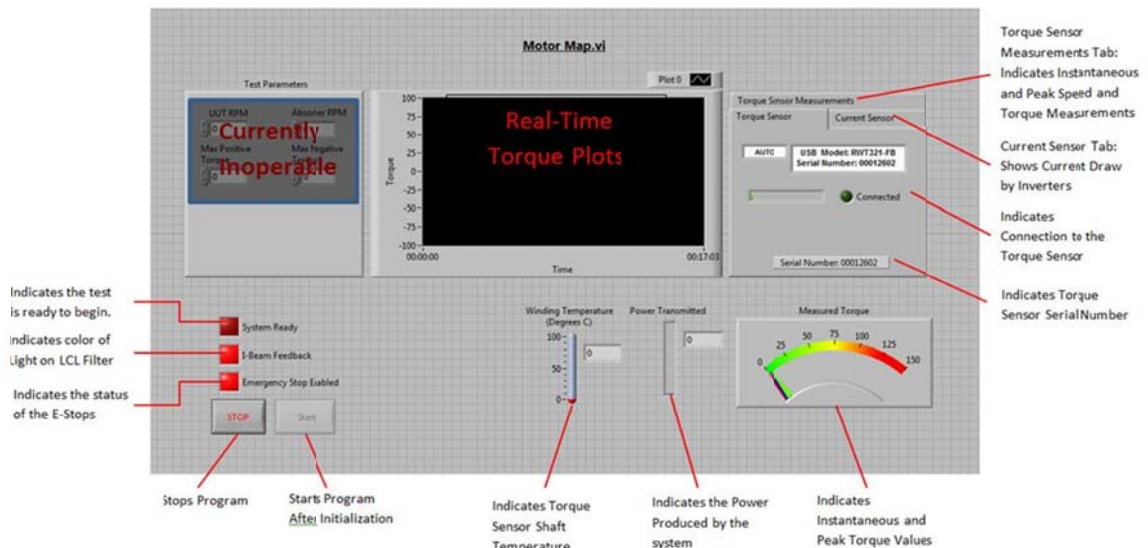 Motor Map.vi
Test Parameters
UUT RPM
Absorber RPM
0
Max Positive
Torque
Max Negative
0
0
Currently
Inoperable
Plot 0
Real-Time
Torque Plots
Torque
100
75
50
25
0
-25
-50
-75
-100
00:00:00
00:17:03
Time
Torque Sensor Measurements
Torque Sensor
Current Sensor
AUTO
USB Model: RWT321-FB
Serial Number: 00012602
Connected
Serial Number: 00012602
Torque Sensor
Measurements Tab:
Indicates Instantaneous
and Peak Speed and
Torque Measurements
Current Sensor Tab:
Shows Current Draw
by Inverters
Indicates
Connection to the
Torque Sensor
Indicates Torque
Sensor Serial Number
Indicates the test
is ready to begin.
Indicates color of
Light on LCL Filter
Indicates the status
of the E-Stops
System Ready
I-Beam Feedback
Emergency Stop Enabled
STOP
Start
Winding Temperature
(Degrees C)
100
50
0
0
Power Transmitted
0
Measured Torque
0
25
50
75
100
125
150
Stops Program
Starts Program
After Initialization
Indicates Torque
Sensor Shaft
Temperature
Indicates the Power
Produced by the
system
Indicates
Instantaneous and
Peak Torque Values